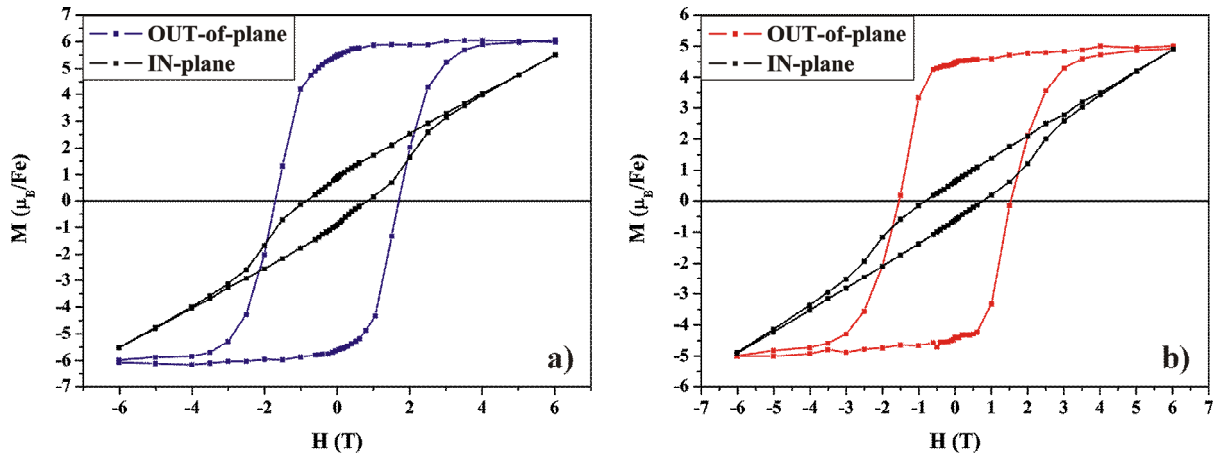 OUT-of-plane
IN-plane
M (μB/Fe)
7
6
5
4
3
2
1
0
-1
-2
-3
-4
-5
-6
-7
-6 -4 -2 0 2 4 6
H (T)
a)
OUT-of-plane
IN-plane
M (μB/Fe)
6
5
4
3
2
1
0
-1
-2
-3
-4
-5
-6
-7 -6 -5 -4 -3 -2 -1 0 1 2 3 4 5 6 7
H (T)
b)